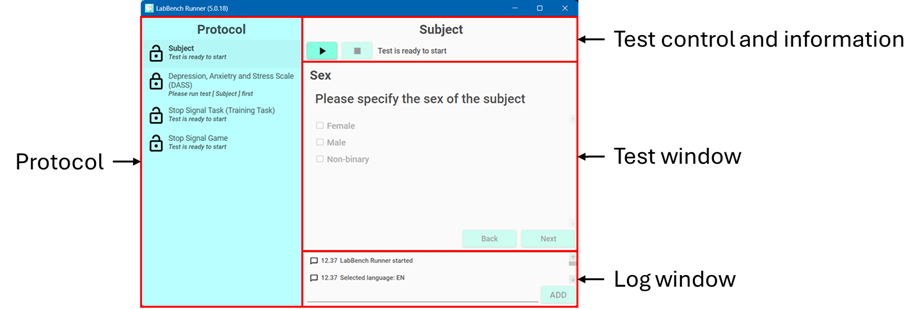 LabBench Runner (5.0.18)
Protocol
Subject
Test is ready to start
Depression, Anxiety and Stress Scale
(DASS)
Please run test [ Subject ] first
Stop Signal Task (Training Task)
Test is ready to start
Stop Signal Game
Test is ready to start
Subject
Test is ready to start
Sex
Please specify the sex of the subject
Female
Male
Non-binary
Back Next
12.37 LabBench Runner started
12.37 Selected language: EN
ADD
Protocol
Test control and information
Test window
Log window